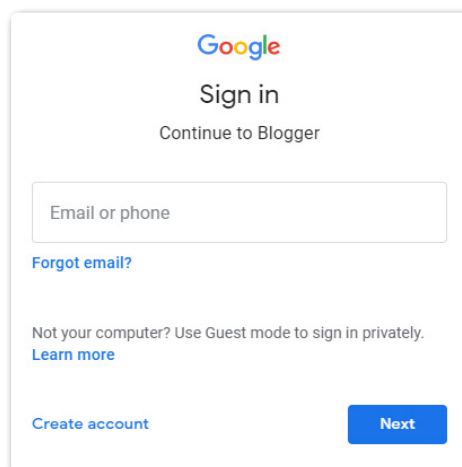 Google
Sign in
Continue to Blogger
Email or phone
Forgot email?
Not your computer? Use Guest mode to sign in privately.
Learn more
Create account
Next